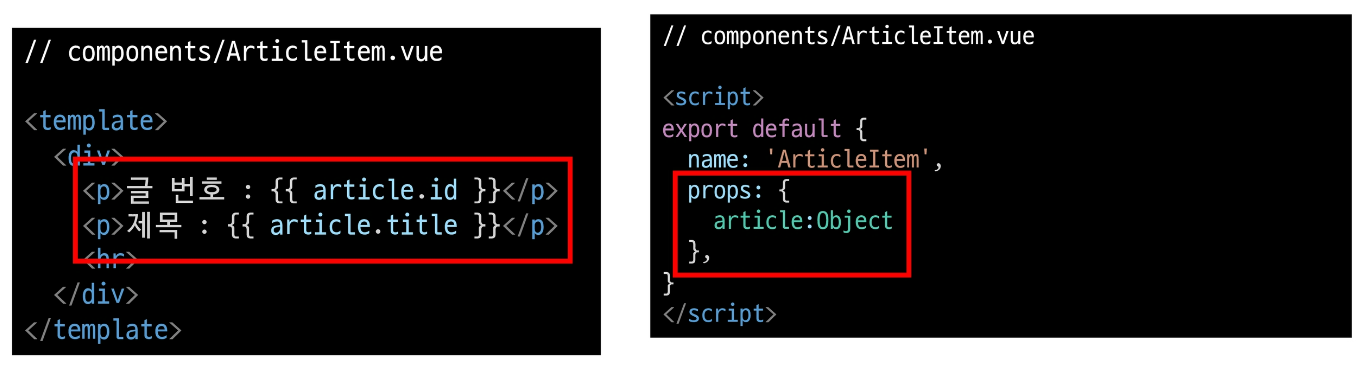 // components/ArticleItem.vue
<template>
<div>
<p>글 번호 : {{ article.id }}</p>
<p>제목 : {{ article.title }}</p>
<hr>
</div>
</template>
// components/ArticleItem.vue
<script>
export default {
name: 'ArticleItem',
props: {
article:Object
},
}
</script>